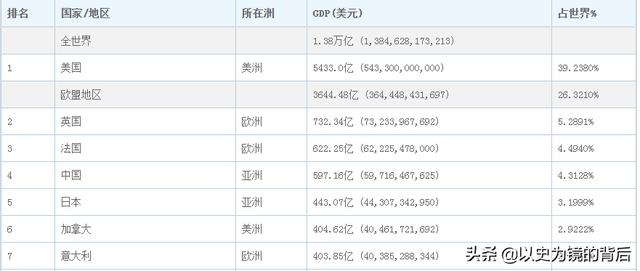 排名 国家/地区 所在洲 GDP(美元) 占世界%
全世界 1.38万亿 (1,384,628,173,213)
1 美国 美洲 5433.0亿 (543,300,000,000) 39.2380%
欧盟地区 3644.48亿 (364,448,431,697) 26.3210%
2 英国 欧洲 732.34亿 (73,233,967,692) 5.2891%
3 法国 欧洲 622.25亿 (62,225,478,000) 4.4940%
4 中国 亚洲 597.16亿 (59,716,467,625) 4.3128%
5 日本 亚洲 443.07亿 (44,307,342,950) 3.1999%
6 加拿大 美洲 404.62亿 (40,461,721,692) 2.9222%
7 意大利 欧洲 403.85亿 (40,385,288,344)
头条 @以史为镜的背后